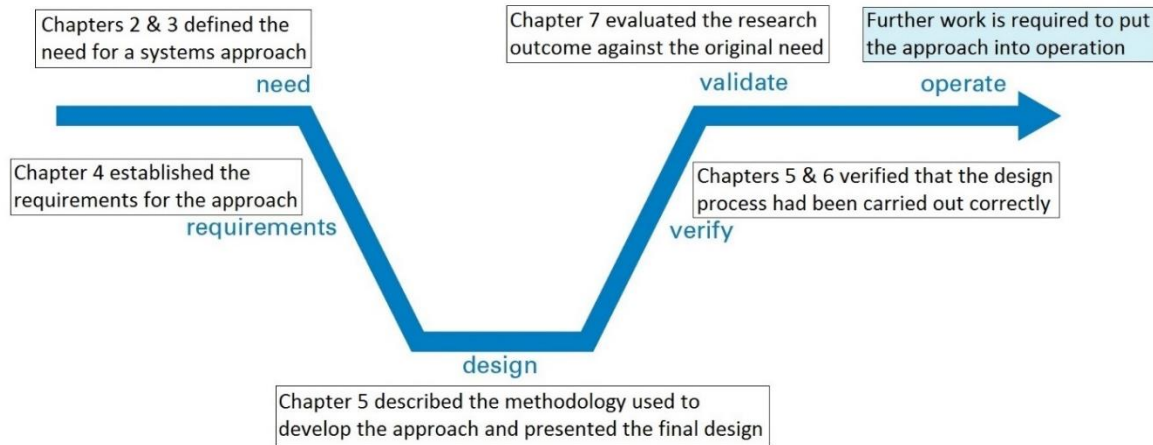 Chapters 2 & 3 defined the
need for a systems approach
need
Chapter 4 established the
requirements for the approach
requirements
design
Chapter 5 described the methodology used to
develop the approach and presented the final design
Chapters 5 & 6 verified that the design
process had been carried out correctly
verify
Chapter 7 evaluated the research
outcome against the original need
validate
Further work is required to put
the approach into operation
operate